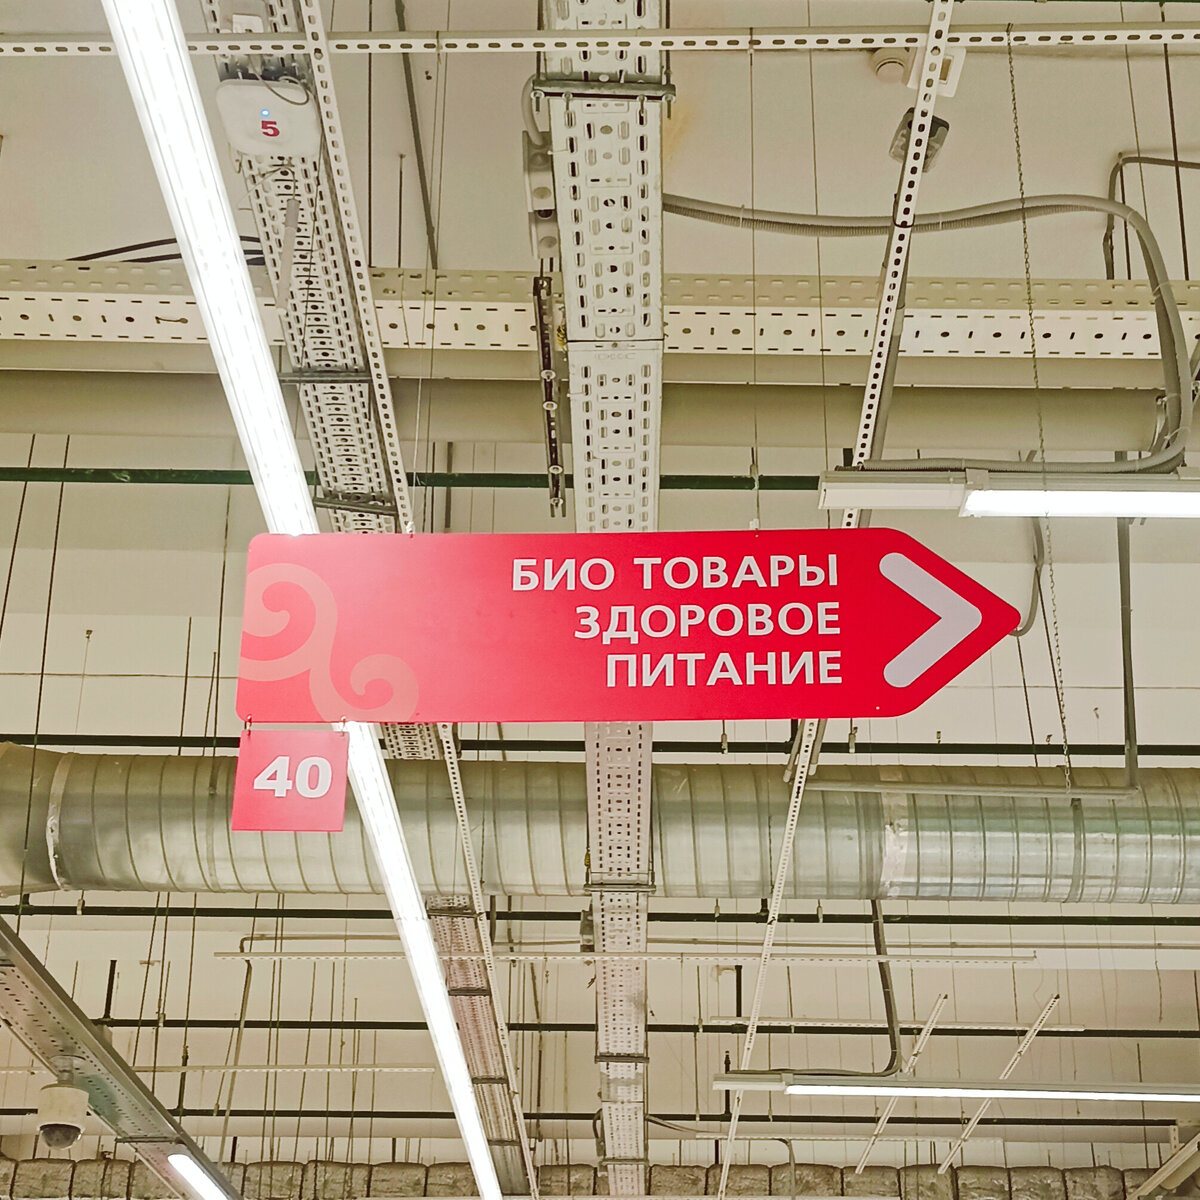 5
БИО ТОВАРЫ
ЗДОРОВОЕ
ПИТАНИЕ
40